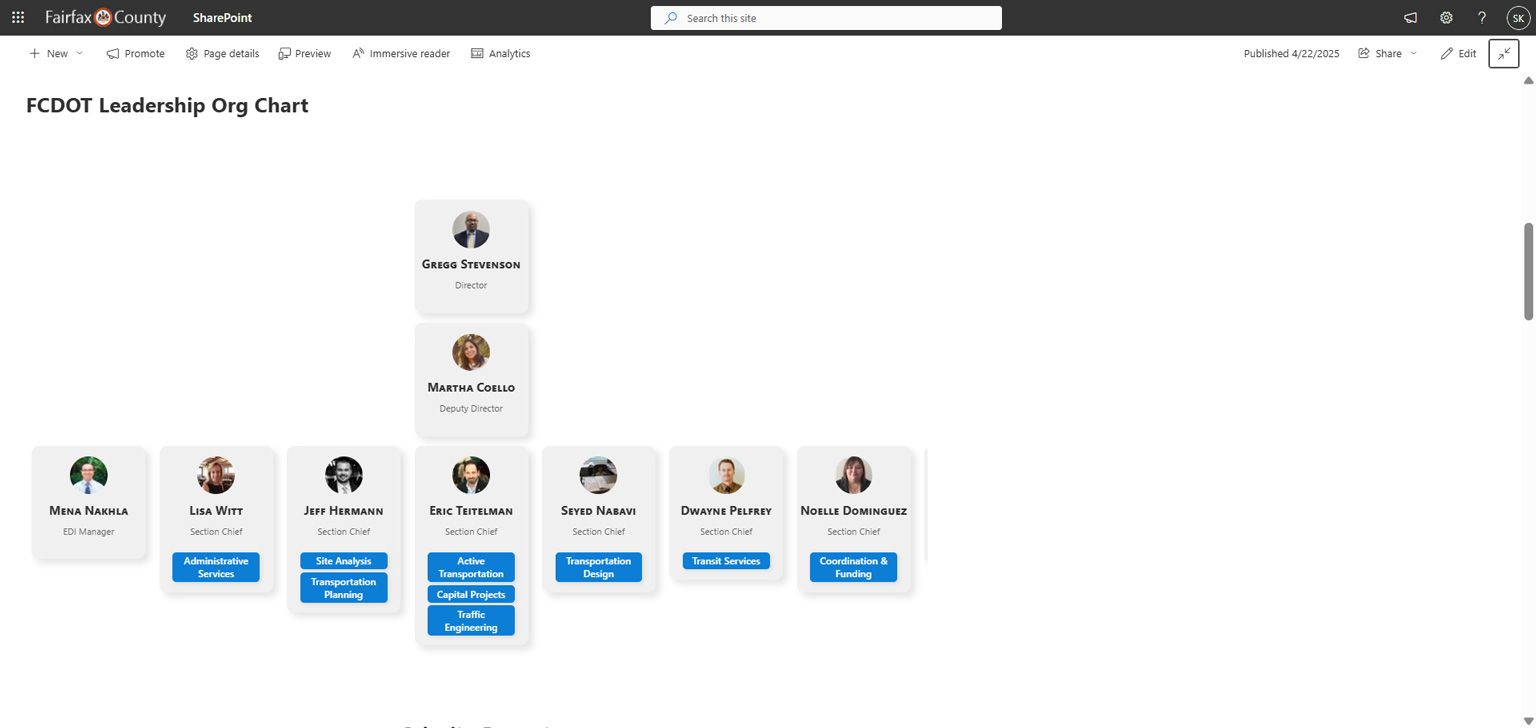 Fairfax County
SharePoint
Search this site
SK
New
Promote
Page details
Preview
Immersive reader
Analytics
Published 4/22/2025
Share
Edit
FCDOT Leadership Org Chart
Gregg Stevenson
Director
Martha Coello
Deputy Director
Mena Nakhla
EDI Manager
Lisa Witt
Section Chief
Administrative
Services
Jeff Hermann
Section Chief
Site Analysis
Transportation
Planning
Eric Teitelman
Section Chief
Active
Transportation
Capital Projects
Traffic
Engineering
Seyed Nabavi
Section Chief
Transportation
Design
Dwayne Pelfrey
Section Chief
Transit Services
Noelle Dominguez
Section Chief
Coordination &
Funding